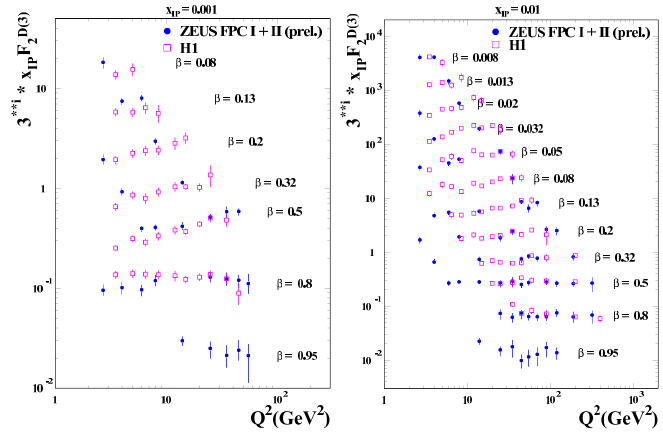 x_IP = 0.001
3**i * x_IP F_2^D(3)
ZEUS FPC I + II (prel.)
H1
β = 0.08
β = 0.13
β = 0.2
β = 0.32
β = 0.5
β = 0.8
β = 0.95
10
1
10^-1
10^-2
1
10
10^2
Q^2(GeV^2)
x_IP = 0.01
3**i * x_IP F_2^D(3)
ZEUS FPC I + II (prel.)
H1
β = 0.008
β = 0.013
β = 0.02
β = 0.032
β = 0.05
β = 0.08
β = 0.13
β = 0.2
β = 0.32
β = 0.5
β = 0.8
β = 0.95
10^4
10^3
10^2
10
1
10^-1
10^-2
1
10
10^2
10^3
Q^2(GeV^2)